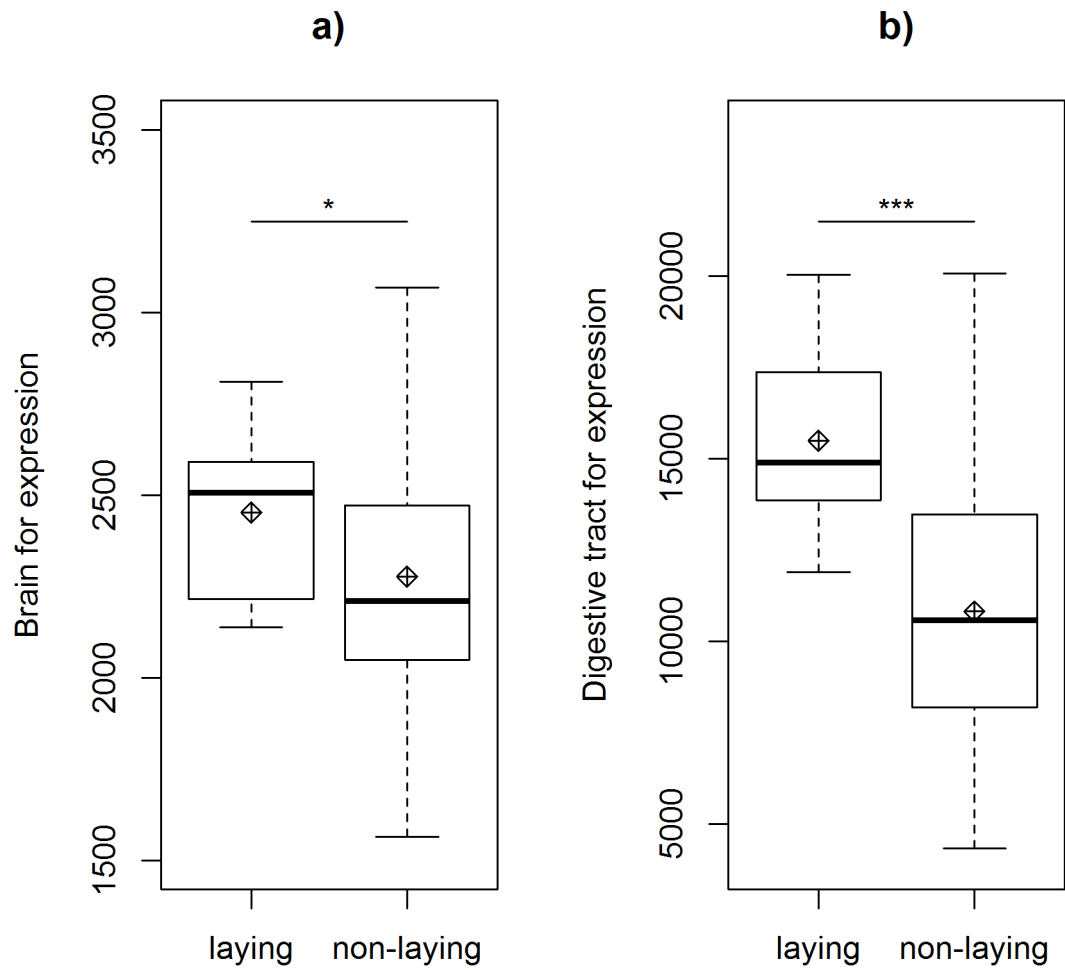 a)
Brain for expression
3500
3000
2500
2000
1500
*
laying
non-laying
b)
Digestive tract for expression
20000
15000
10000
5000
***
laying
non-laying